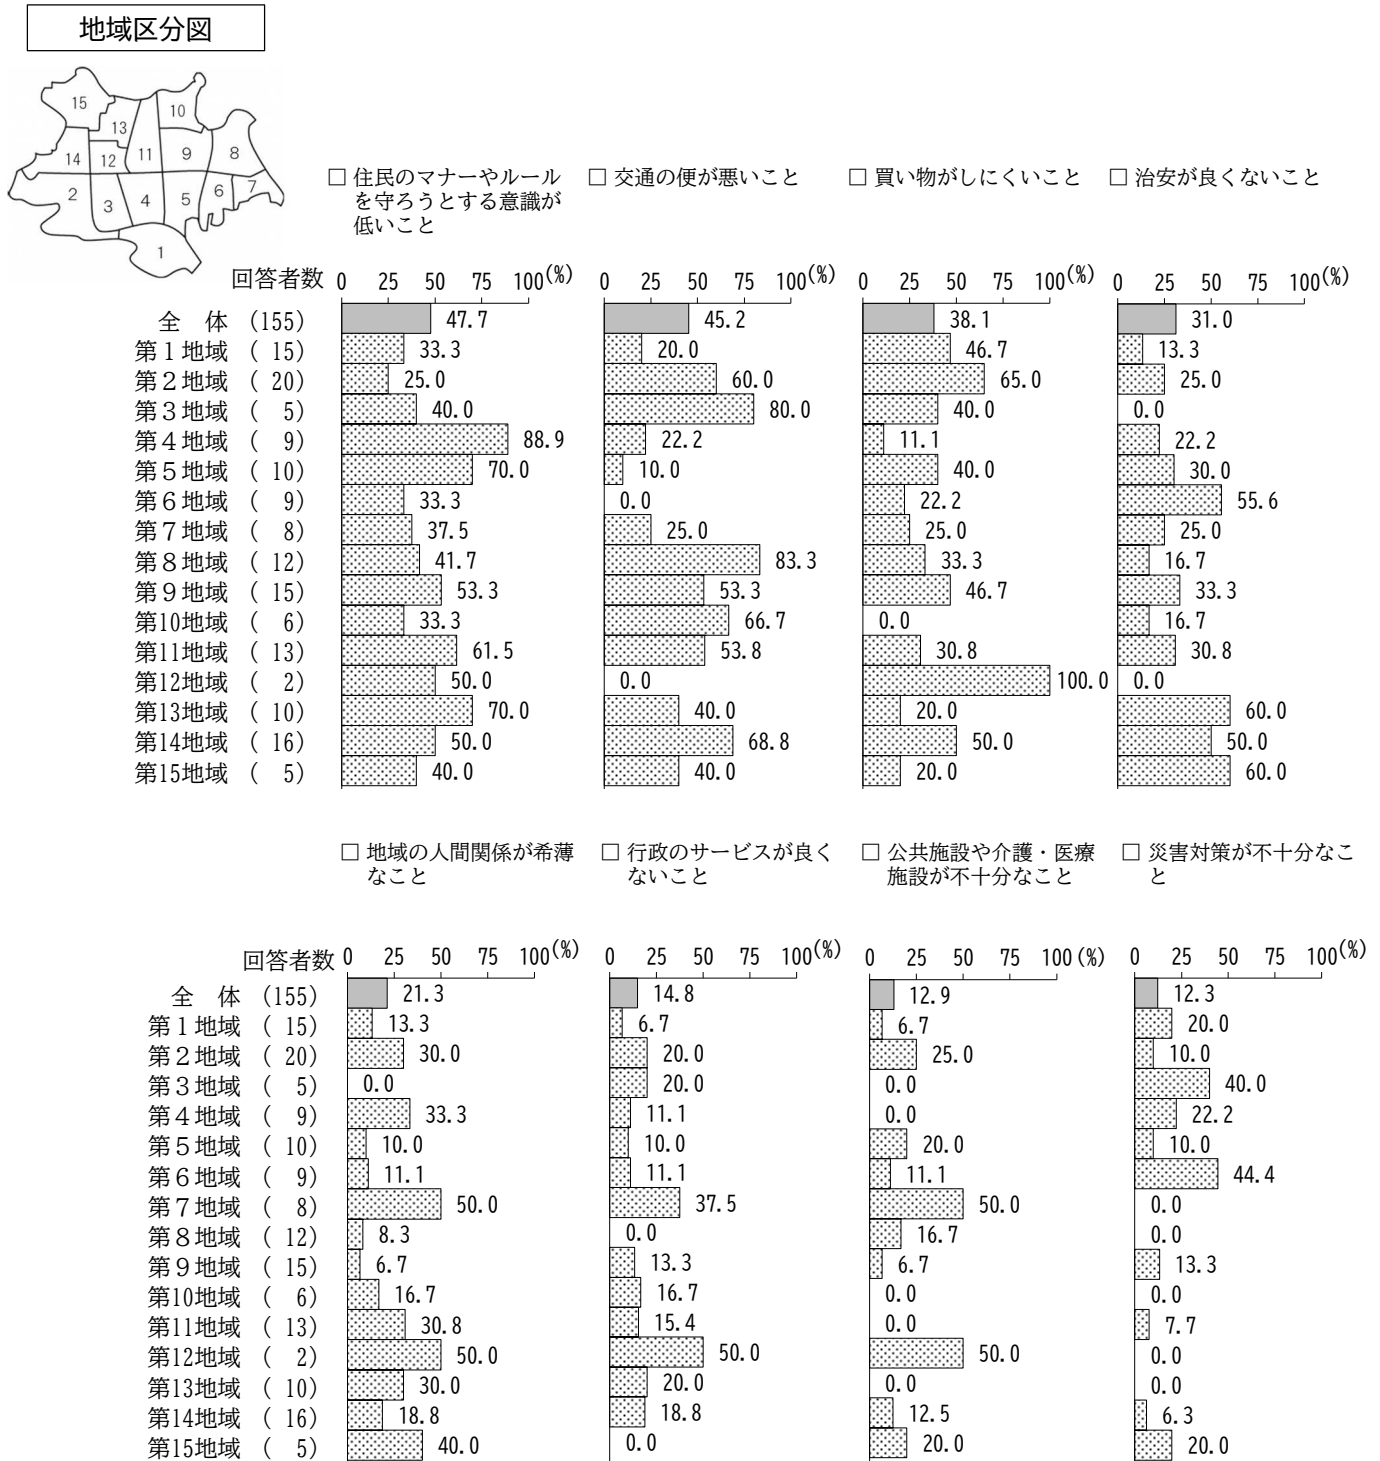 地域区分図
15
10
13
14
12
11
9
8
2
3
4
5
6
7
1
□ 住民のマナーやルール
を守ろうとする意識が
低いこと
□ 交通の便が悪いこと
□ 買い物がしにくいこと
□ 治安が良くないこと
回答者数 0 25 50 75 100(%) 0 25 50 75 100(%) 0 25 50 75 100(%) 0 25 50 75 100(%)
全 体 (155) 47.7 45.2 38.1 31.0
第1地域 ( 15) 33.3 20.0 46.7 13.3
第2地域 ( 20) 25.0 60.0 65.0 25.0
第3地域 ( 5) 40.0 80.0 40.0 0.0
第4地域 ( 9) 88.9 22.2 11.1 22.2
第5地域 ( 10) 70.0 10.0 40.0 30.0
第6地域 ( 9) 33.3 0.0 22.2 55.6
第7地域 ( 8) 37.5 25.0 25.0 25.0
第8地域 ( 12) 41.7 83.3 33.3 16.7
第9地域 ( 15) 53.3 53.3 46.7 33.3
第10地域 ( 6) 33.3 66.7 0.0 16.7
第11地域 ( 13) 61.5 53.8 30.8 30.8
第12地域 ( 2) 50.0 0.0 100.0 0.0
第13地域 ( 10) 70.0 40.0 20.0 60.0
第14地域 ( 16) 50.0 68.8 50.0 50.0
第15地域 ( 5) 40.0 40.0 20.0 60.0
□ 地域の人間関係が希薄
なこと
□ 行政のサービスが良く
ないこと
□ 公共施設や介護・医療
施設が不十分なこと
□ 災害対策が不十分なこ
と
回答者数 0 25 50 75 100(%) 0 25 50 75 100(%) 0 25 50 75 100(%) 0 25 50 75 100(%)
全 体 (155) 21.3 14.8 12.9 12.3
第1地域 ( 15) 13.3 6.7 6.7 20.0
第2地域 ( 20) 30.0 20.0 25.0 10.0
第3地域 ( 5) 0.0 20.0 0.0 40.0
第4地域 ( 9) 33.3 11.1 0.0 22.2
第5地域 ( 10) 10.0 10.0 20.0 10.0
第6地域 ( 9) 11.1 11.1 11.1 44.4
第7地域 ( 8) 50.0 37.5 50.0 0.0
第8地域 ( 12) 8.3 0.0 16.7 0.0
第9地域 ( 15) 6.7 13.3 6.7 13.3
第10地域 ( 6) 16.7 16.7 0.0 0.0
第11地域 ( 13) 30.8 15.4 0.0 7.7
第12地域 ( 2) 50.0 50.0 50.0 0.0
第13地域 ( 10) 30.0 20.0 0.0 0.0
第14地域 ( 16) 18.8 18.8 12.5 6.3
第15地域 ( 5) 40.0 0.0 20.0 20.0